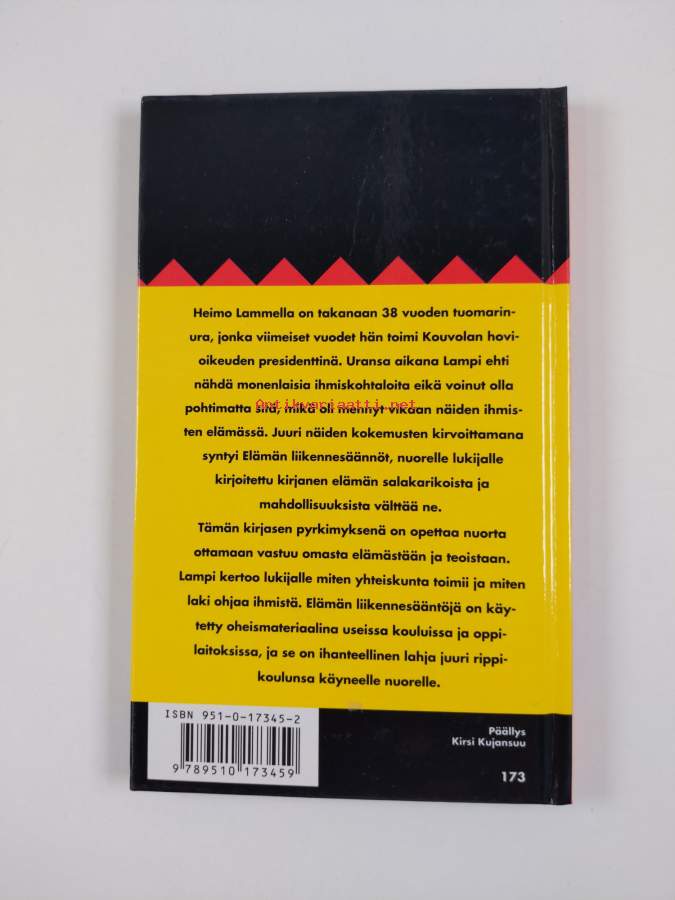 Heimo Lammella on takanaan 38 vuoden tuomarin-
ura, jonka viimeiset vuodet hän toimi Kouvolan hovi-
oikeuden presidenttinä. Uransa aikana Lampi ehti
nähdä monenlaisia ihmiskohtaloita eikä voinut olla
Antikvariaatti.net
pohtimatta sitä, mikä oli mennyt vikaan näiden ihmis-
ten elämässä. Juuri näiden kokemusten kirvoittamana
syntyi Elämän liikennesäännöt, nuorelle lukijalle
kirjoitettu kirjanen elämän salakarikoista ja
mahdollisuuksista välttää ne.
Tämän kirjasen pyrkimyksenä on opettaa nuorta
ottamaan vastuu omasta elämästään ja teoistaan.
Lampi kertoo lukijalle miten yhteiskunta toimii ja miten
laki ohjaa ihmistä. Elämän liikennesääntöjä on käy-
tetty oheismateriaalina useissa kouluissa ja oppi-
laitoksissa, ja se on ihanteellinen lahja juuri rippi-
koulunsa käyneelle nuorelle.
ISBN 951-0-17345-2
9 789510 173459
Päällys
Kirsi Kujansuu
173